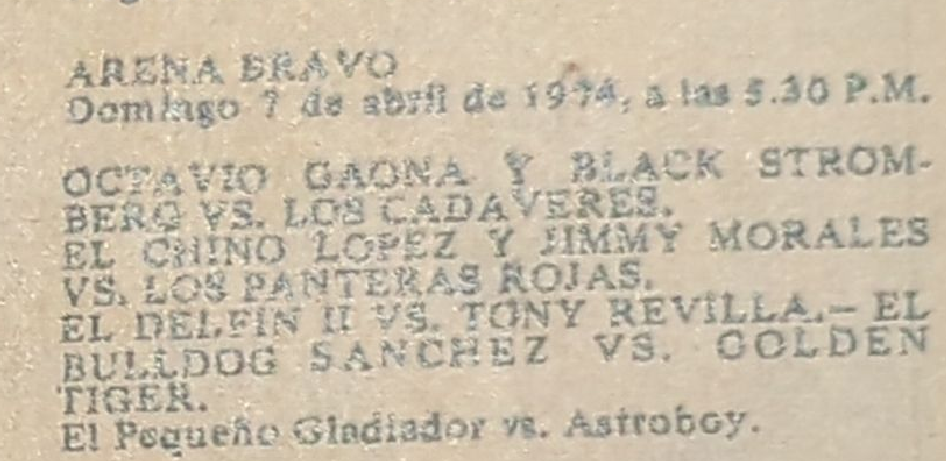 ARENA BRAVO
Domingo 7 de abril de 1974, a las 5.30 P.M.
OCTAVIO GAONA Y BLACK STROM-
BERG VS. LOS CADAVERES.
EL CHINO LOPEZ Y JIMMY MORALES
VS. LOS PANTERAS ROJAS.
EL DELFIN II VS. TONY REVILLA.— EL
BULLDOG SANCHEZ VS. GOLDEN
TIGER.
El Pequeño Gladiador vs. Astroboy.